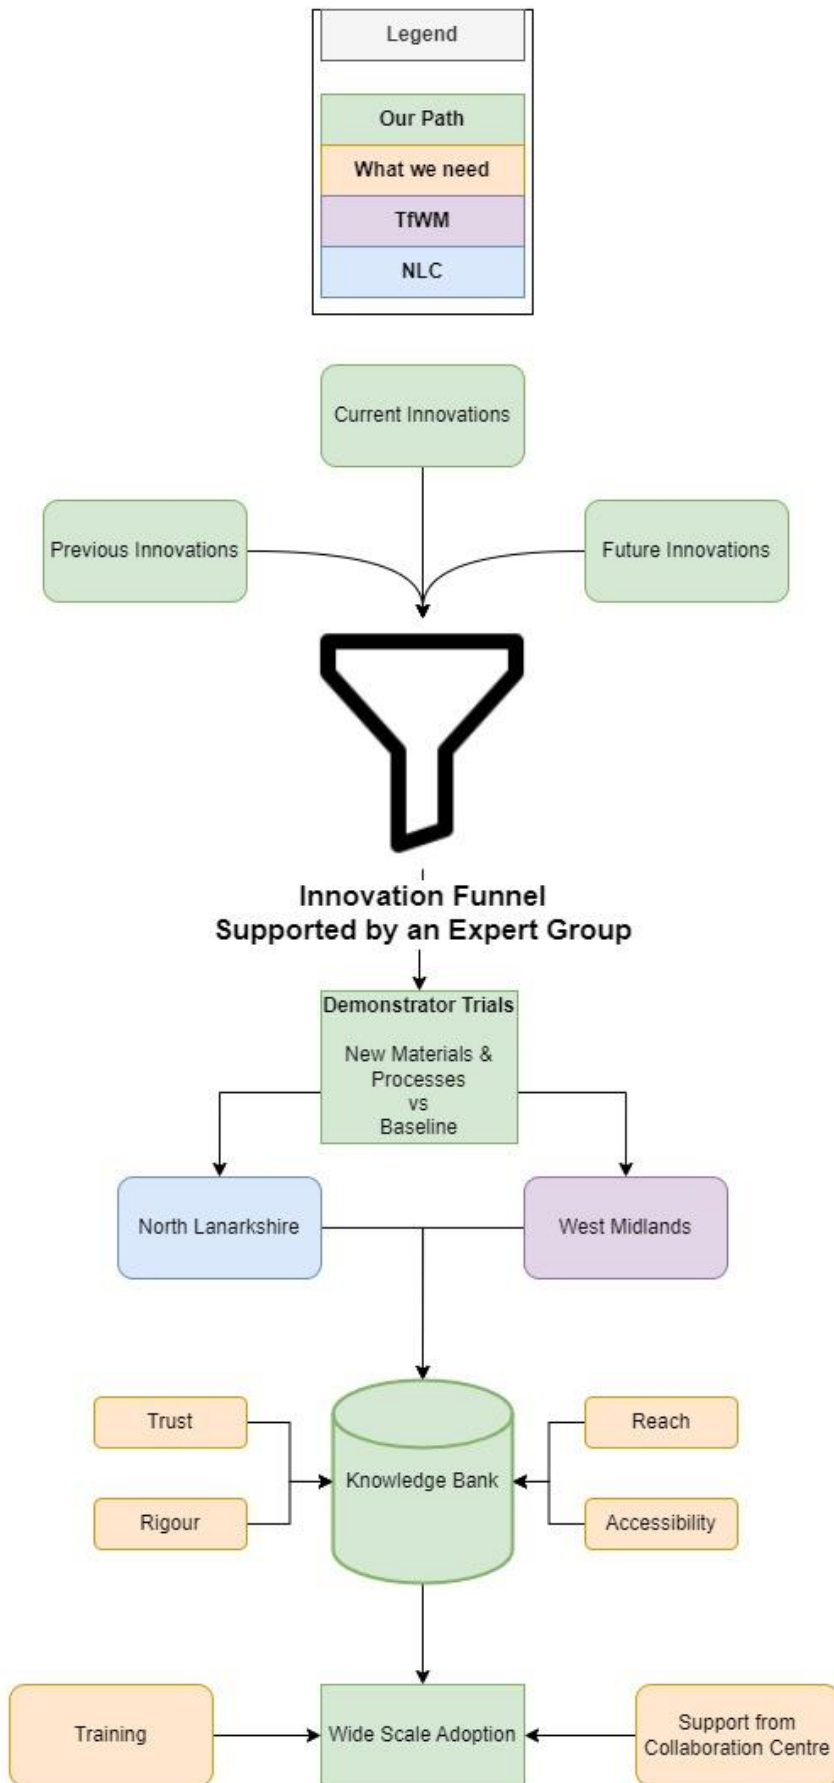 Legend
Our Path
What we need
TfWM
NLC
Current Innovations
Previous Innovations
Future Innovations
Innovation Funnel
Supported by an Expert Group
Demonstrator Trials
New Materials &
Processes
vs
Baseline
North Lanarkshire
West Midlands
Trust
Reach
Knowledge Bank
Rigour
Accessibility
Training
Wide Scale Adoption
Support from
Collaboration Centre